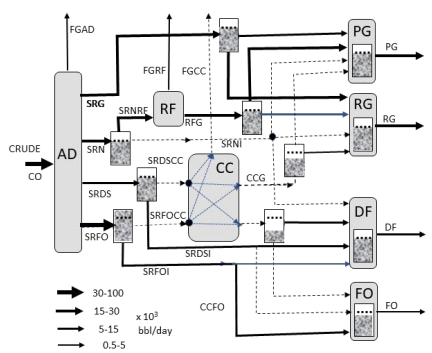 FGAD
FGRF
FGCC
PG
PG
SRG
SRNRF
RF
RFG
RG
RG
CRUDE
CO
AD
SRN
SRNI
SRDSCC
CC
CCG
SRDS
SRFOCC
DF
DF
SRFO
SRDSI
SRFOI
CCFO
FO
FO
30-100
15-30
x 10³
5-15
bbl/day
0.5-5